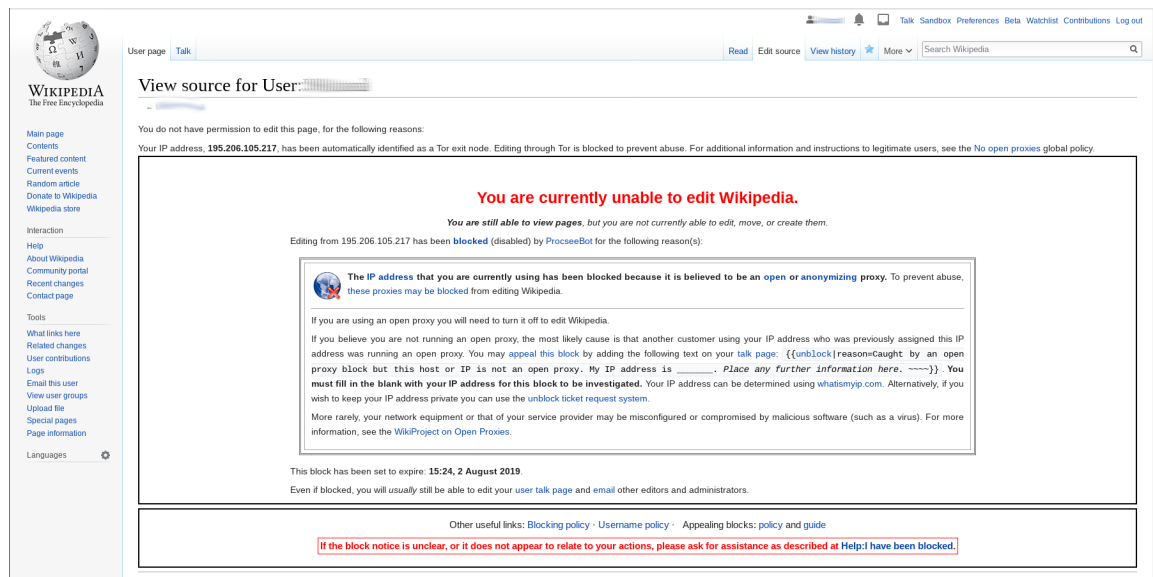 Talk Sandbox Preferences Beta Watchlist Contributions Log out
User page Talk
Read Edit source View history More Search Wikipedia
WIKIPEDIA
The Free Encyclopedia
View source for User:
←
You do not have permission to edit this page, for the following reasons:
Your IP address, 195.206.105.217, has been automatically identified as a Tor exit node. Editing through Tor is blocked to prevent abuse. For additional information and instructions to legitimate users, see the No open proxies global policy.
Main page
Contents
Featured content
Current events
Random article
Donate to Wikipedia
Wikipedia store
Interaction
Help
About Wikipedia
Community portal
Recent changes
Contact page
Tools
What links here
Related changes
User contributions
Logs
Email this user
View user groups
Upload file
Special pages
Page information
Languages
You are currently unable to edit Wikipedia.
You are still able to view pages, but you are not currently able to edit, move, or create them.
Editing from 195.206.105.217 has been blocked (disabled) by ProcseeBot for the following reason(s):
The IP address that you are currently using has been blocked because it is believed to be an open or anonymizing proxy. To prevent abuse,
these proxies may be blocked from editing Wikipedia.
If you are using an open proxy you will need to turn it off to edit Wikipedia.
If you believe you are not running an open proxy, the most likely cause is that another customer using your IP address who was previously assigned this IP
address was running an open proxy. You may appeal this block by adding the following text on your talk page: {{unblock|reason=Caught by an open
proxy block but this host or IP is not an open proxy. My IP address is _______. Place any further information here. ~~~~}}. You
must fill in the blank with your IP address for this block to be investigated. Your IP address can be determined using whatismyip.com. Alternatively, if you
wish to keep your IP address private you can use the unblock ticket request system.
More rarely, your network equipment or that of your service provider may be misconfigured or compromised by malicious software (such as a virus). For more
information, see the WikiProject on Open Proxies.
This block has been set to expire: 15:24, 2 August 2019.
Even if blocked, you will usually still be able to edit your user talk page and email other editors and administrators.
Other useful links: Blocking policy · Username policy · Appealing blocks: policy and guide
If the block notice is unclear, or it does not appear to relate to your actions, please ask for assistance as described at Help:I have been blocked.